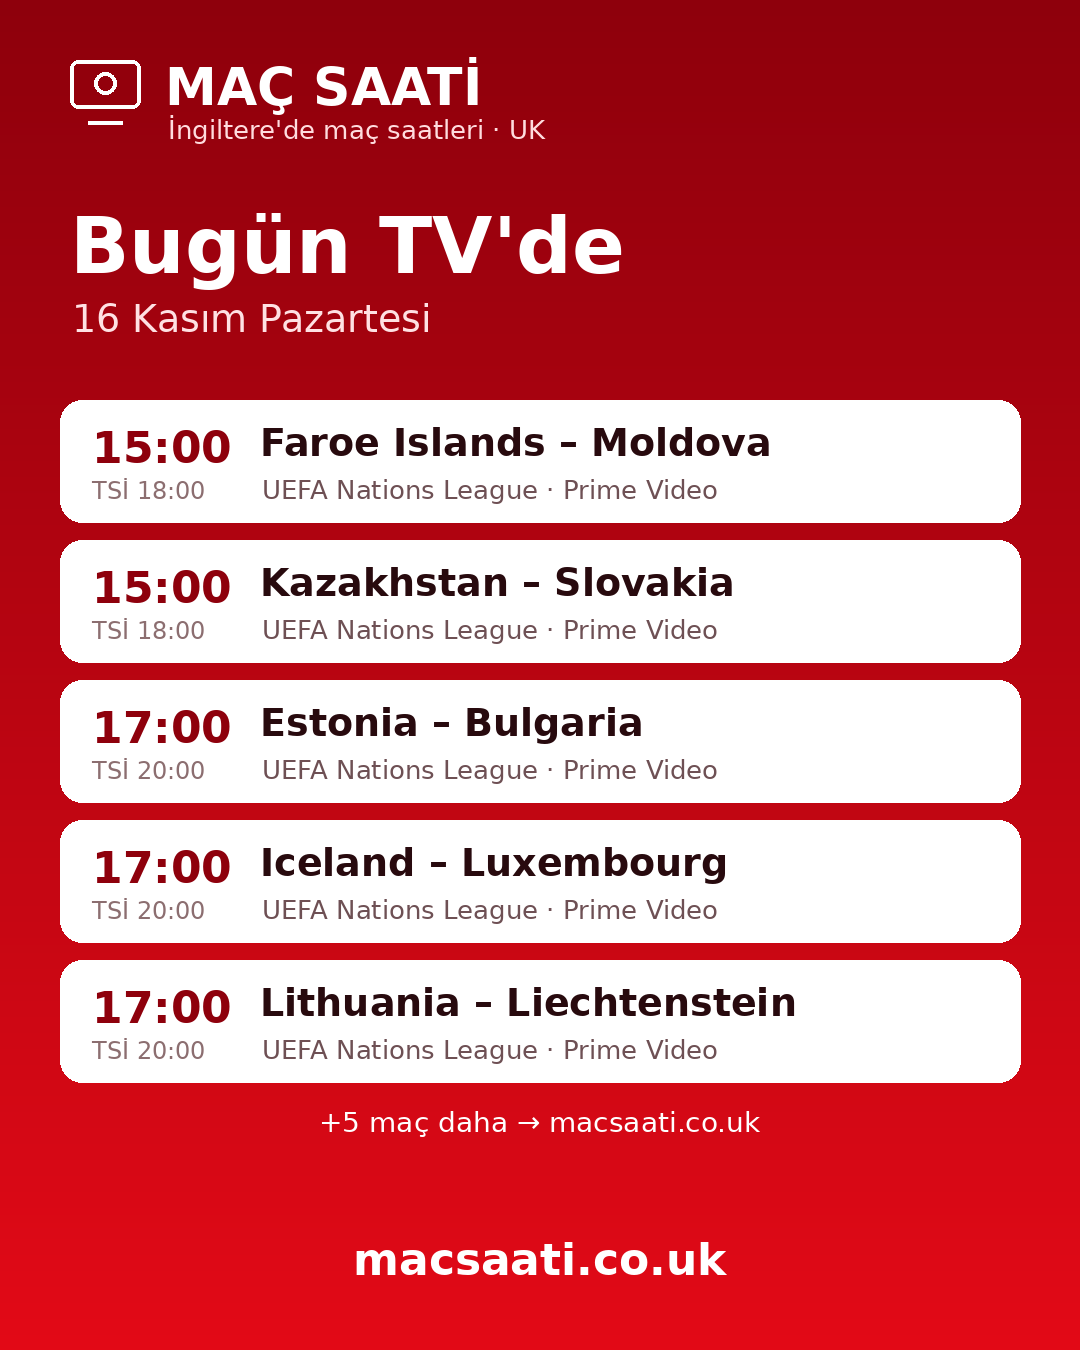 MAÇ SAATİ
İngiltere'de maç saatleri · UK
Bugün TV'de
16 Kasım Pazartesi
15:00 Faroe Islands – Moldova
TSİ 18:00 UEFA Nations League · Prime Video
15:00 Kazakhstan – Slovakia
TSİ 18:00 UEFA Nations League · Prime Video
17:00 Estonia – Bulgaria
TSİ 20:00 UEFA Nations League · Prime Video
17:00 Iceland – Luxembourg
TSİ 20:00 UEFA Nations League · Prime Video
17:00 Lithuania – Liechtenstein
TSİ 20:00 UEFA Nations League · Prime Video
+5 maç daha → macsaati.co.uk
macsaati.co.uk